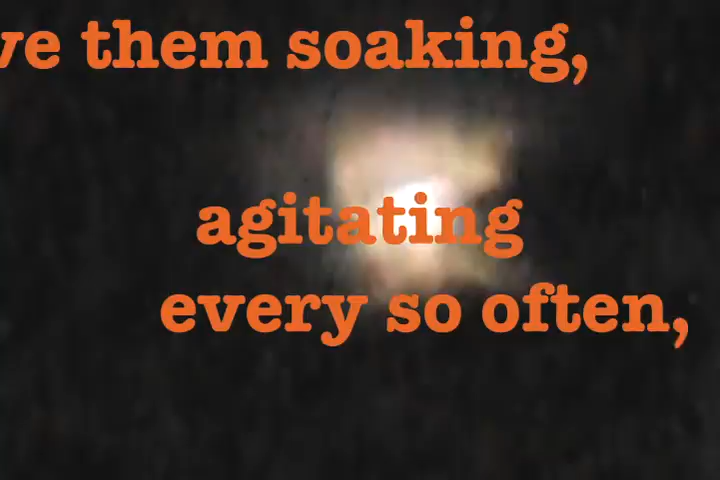 ve them soaking,
agitating
every so often,